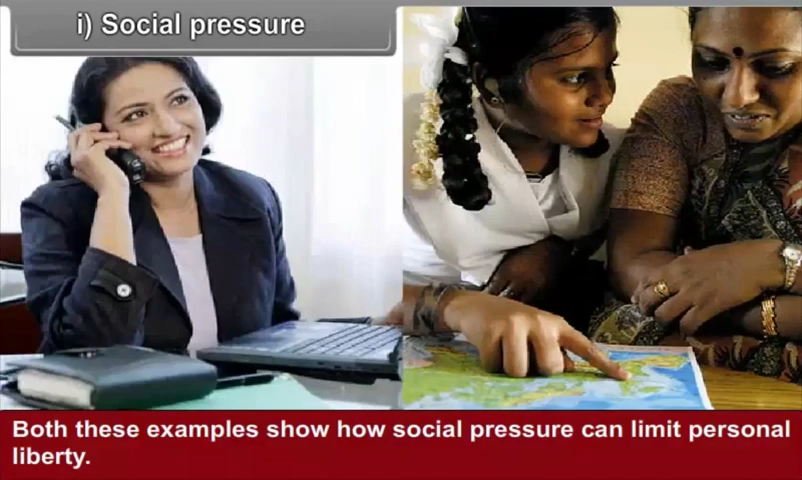 i) Social pressure
Both these examples show how social pressure can limit personal
liberty.